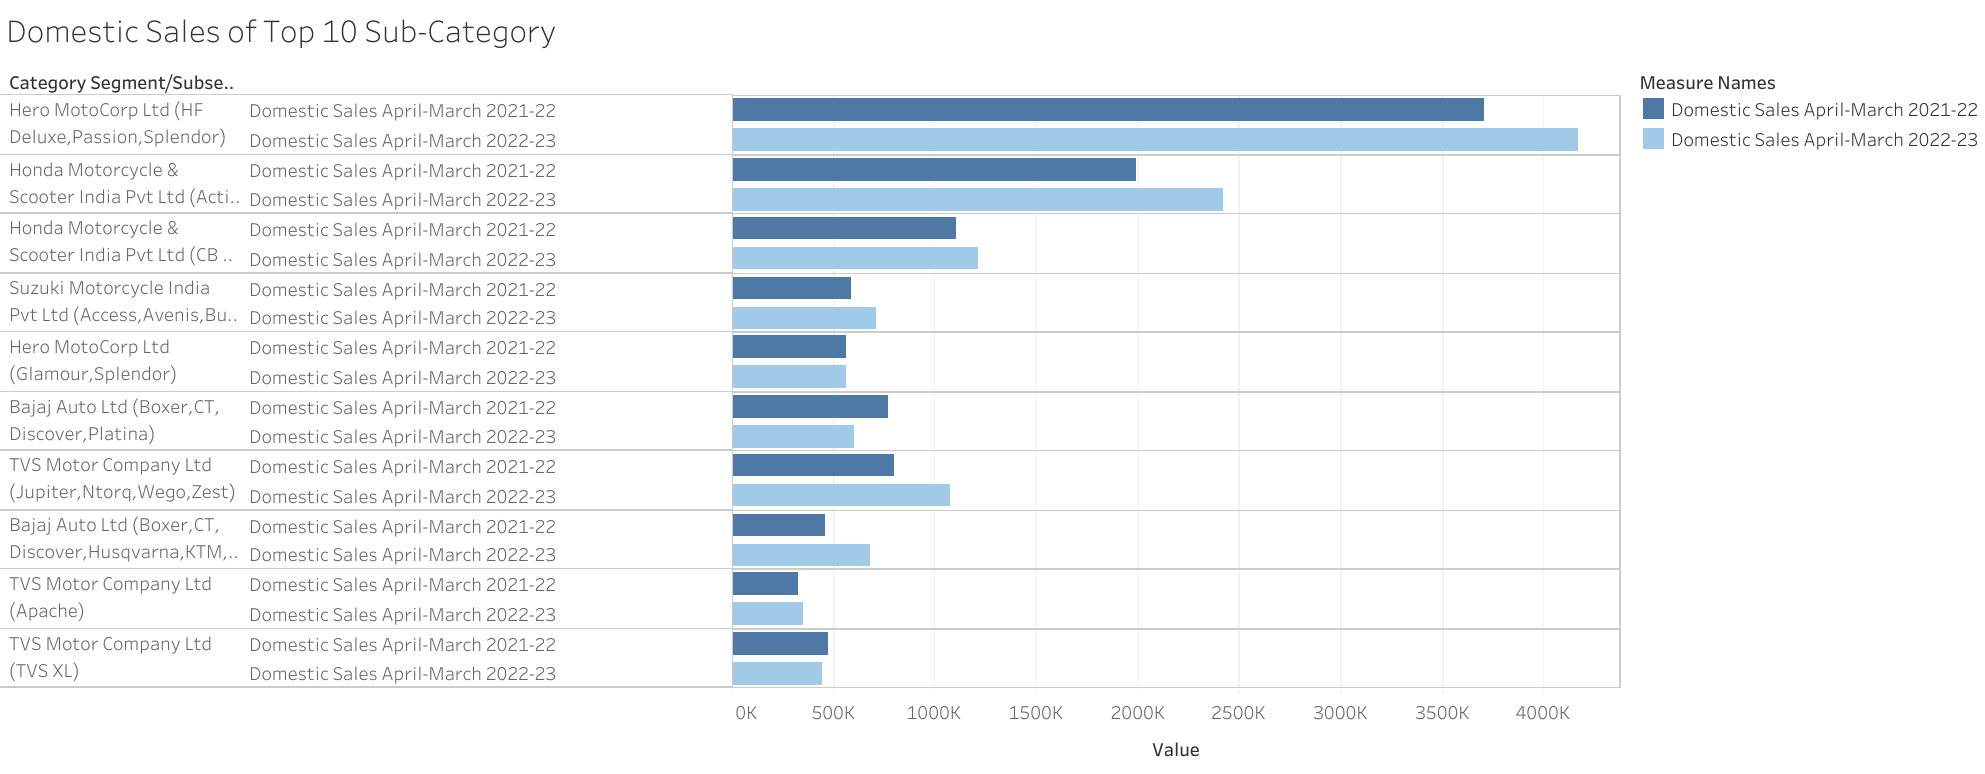 Domestic Sales of Top 10 Sub-Category
Category Segment/Subse..
Measure Names
Domestic Sales April-March 2021-22
Domestic Sales April-March 2022-23
Hero MotoCorp Ltd (HF
Deluxe,Passion,Splendor)
Domestic Sales April-March 2021-22
Domestic Sales April-March 2022-23
Honda Motorcycle &
Scooter India Pvt Ltd (Acti..
Domestic Sales April-March 2021-22
Domestic Sales April-March 2022-23
Honda Motorcycle &
Scooter India Pvt Ltd (CB ..
Domestic Sales April-March 2021-22
Domestic Sales April-March 2022-23
Suzuki Motorcycle India
Pvt Ltd (Access,Avenis,Bu..
Domestic Sales April-March 2021-22
Domestic Sales April-March 2022-23
Hero MotoCorp Ltd
(Glamour,Splendor)
Domestic Sales April-March 2021-22
Domestic Sales April-March 2022-23
Bajaj Auto Ltd (Boxer,CT,
Discover,Platina)
Domestic Sales April-March 2021-22
Domestic Sales April-March 2022-23
TVS Motor Company Ltd
(Jupiter,Ntorq,Wego,Zest)
Domestic Sales April-March 2021-22
Domestic Sales April-March 2022-23
Bajaj Auto Ltd (Boxer,CT,
Discover,Husqvarna,KTM,..
Domestic Sales April-March 2021-22
Domestic Sales April-March 2022-23
TVS Motor Company Ltd
(Apache)
Domestic Sales April-March 2021-22
Domestic Sales April-March 2022-23
TVS Motor Company Ltd
(TVS XL)
Domestic Sales April-March 2021-22
Domestic Sales April-March 2022-23
0K 500K 1000K 1500K 2000K 2500K 3000K 3500K 4000K
Value